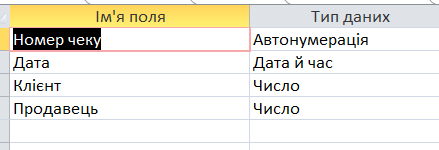 Ім'я поля Тип даних
Номер чеку Автонумерація
Дата Дата й час
Клієнт Число
Продавець Число